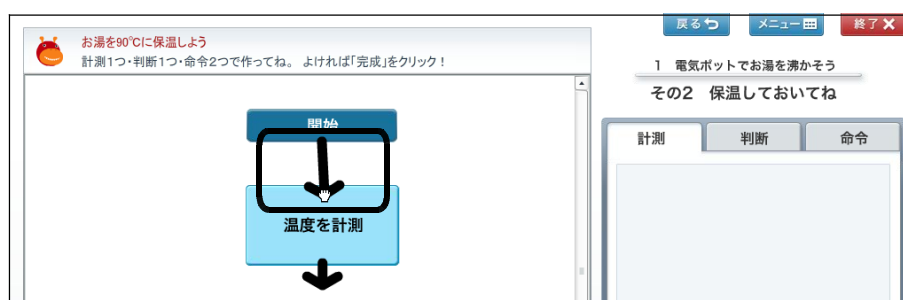 戻る
メニュー
終了
お湯を90℃に保温しよう
計測1つ・判断1つ・命令2つで作ってね。 よければ「完成」をクリック！
1 電気ポットでお湯を沸かそう
その2 保温しておいてね
開始
計測
判断
命令
温度を計測